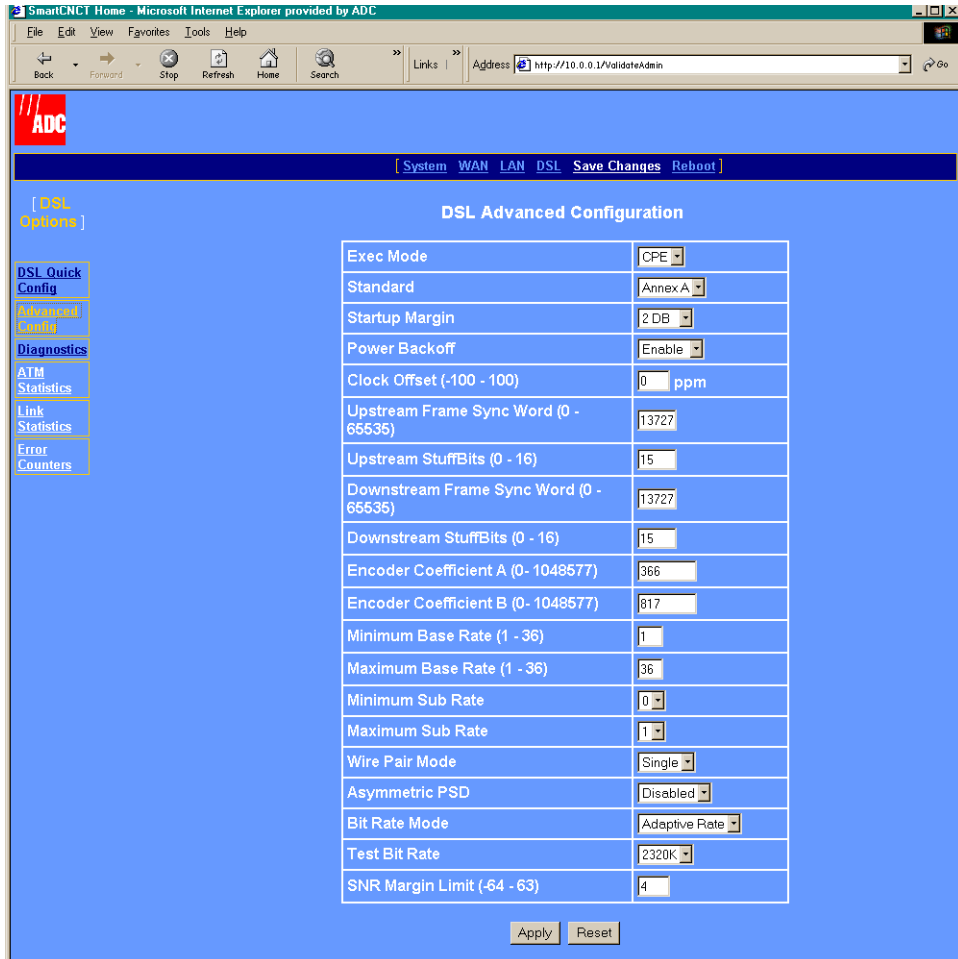 SmartCNCT Home - Microsoft Internet Explorer provided by ADC
File Edit View Favorites Tools Help
Back Forward Stop Refresh Home Search » Links » Address http://10.0.0.1/ValidateAdmin Go
ADC
[ System WAN LAN DSL Save Changes Reboot ]
[ DSL
Options ]
DSL Quick
Config
Advanced
Config
Diagnostics
ATM
Statistics
Link
Statistics
Error
Counters
DSL Advanced Configuration
Exec Mode CPE
Standard Annex A
Startup Margin 2 DB
Power Backoff Enable
Clock Offset (-100 - 100) 0 ppm
Upstream Frame Sync Word (0 -
65535) 13727
Upstream StuffBits (0 - 16) 15
Downstream Frame Sync Word (0 -
65535) 13727
Downstream StuffBits (0 - 16) 15
Encoder Coefficient A (0- 1048577) 366
Encoder Coefficient B (0- 1048577) 817
Minimum Base Rate (1 - 36) 1
Maximum Base Rate (1 - 36) 36
Minimum Sub Rate 0
Maximum Sub Rate 1
Wire Pair Mode Single
Asymmetric PSD Disabled
Bit Rate Mode Adaptive Rate
Test Bit Rate 2320K
SNR Margin Limit (-64 - 63) 4
Apply Reset